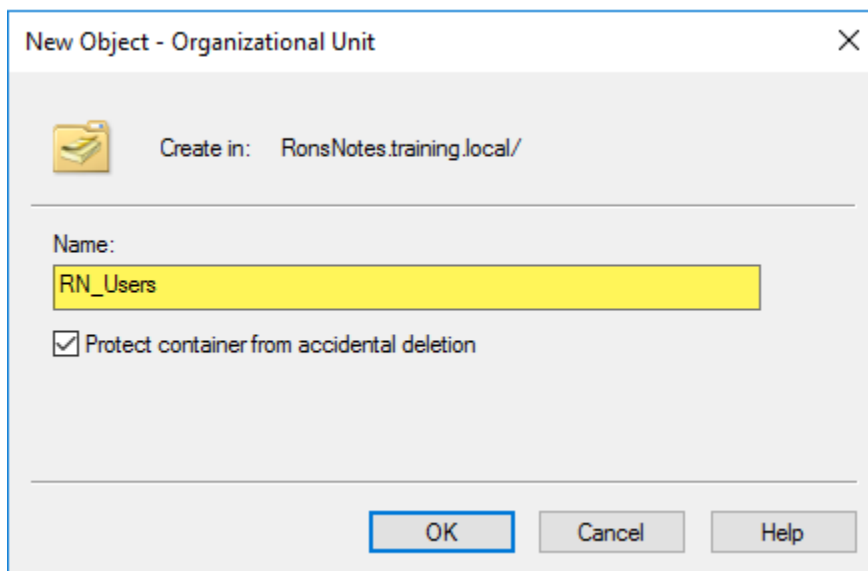 New Object - Organizational Unit
Create in: RonsNotes.training.local/
Name:
RN_Users
Protect container from accidental deletion
OK Cancel Help